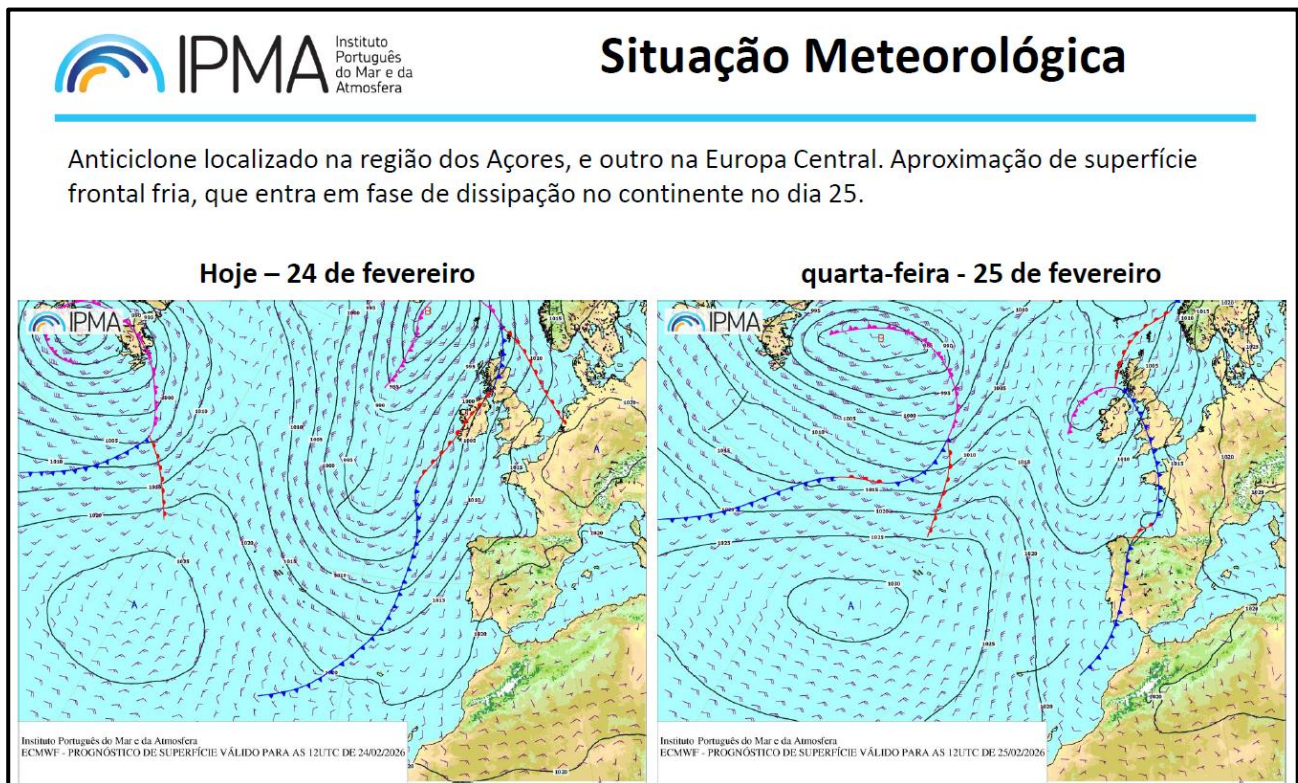 IPMA
Instituto
Português
do Mar e da
Atmosfera
Situação Meteorológica
Anticiclone localizado na região dos Açores, e outro na Europa Central. Aproximação de superfície
frontal fria, que entra em fase de dissipação no continente no dia 25.
Hoje – 24 de fevereiro
quarta-feira - 25 de fevereiro
IPMA
IPMA
A
A
B
A
B
Instituto Português do Mar e da Atmosfera
ECMWF - PROGNÓSTICO DE SUPERFÍCIE VÁLIDO PARA AS 12UTC DE 24/02/2026
Instituto Português do Mar e da Atmosfera
ECMWF - PROGNÓSTICO DE SUPERFÍCIE VÁLIDO PARA AS 12UTC DE 25/02/2026